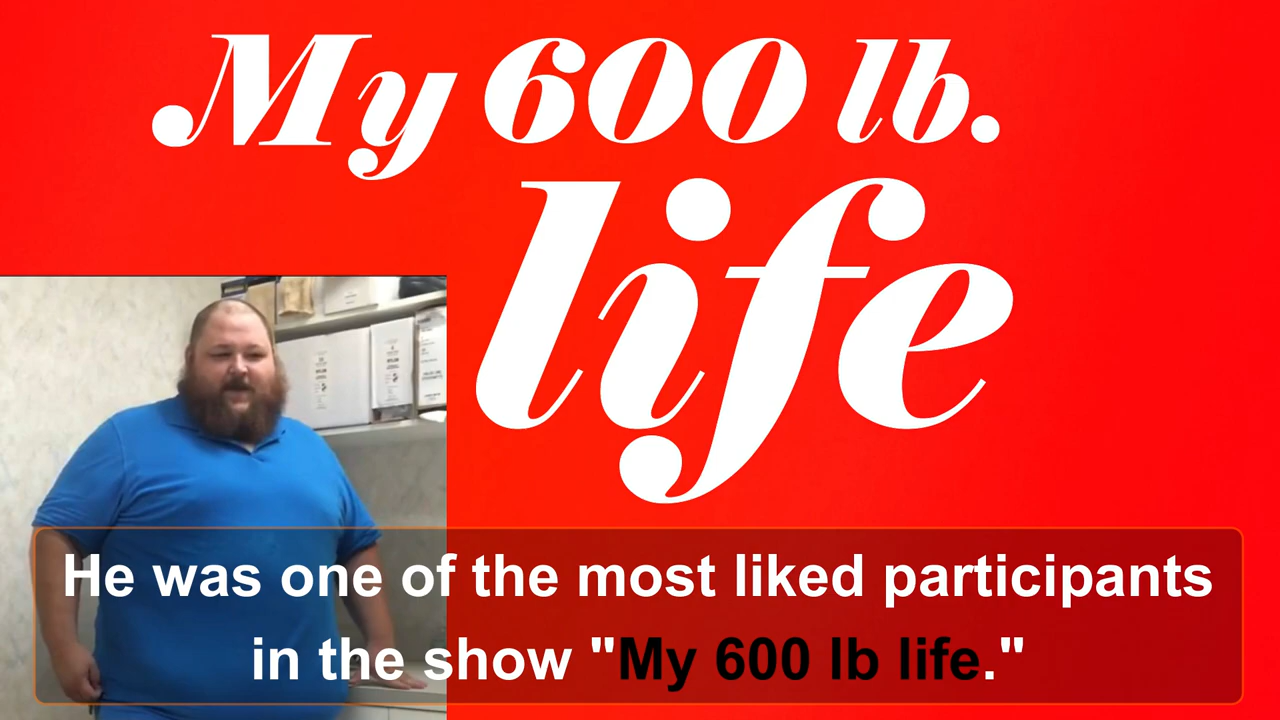 My 600 lb.
life
He was one of the most liked participants
in the show "My 600 lb life."